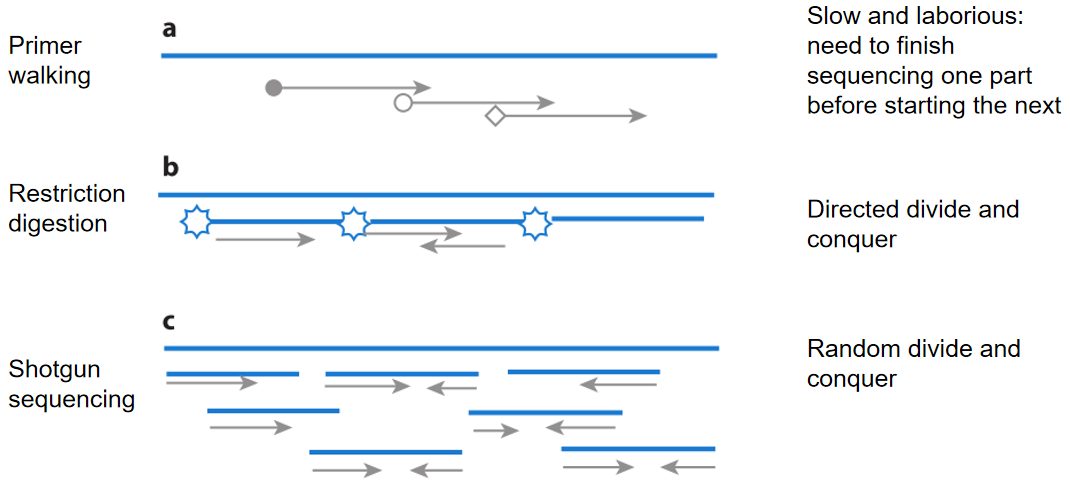 a
Primer
walking
Slow and laborious:
need to finish
sequencing one part
before starting the next
b
Restriction
digestion
Directed divide and
conquer
c
Shotgun
sequencing
Random divide and
conquer